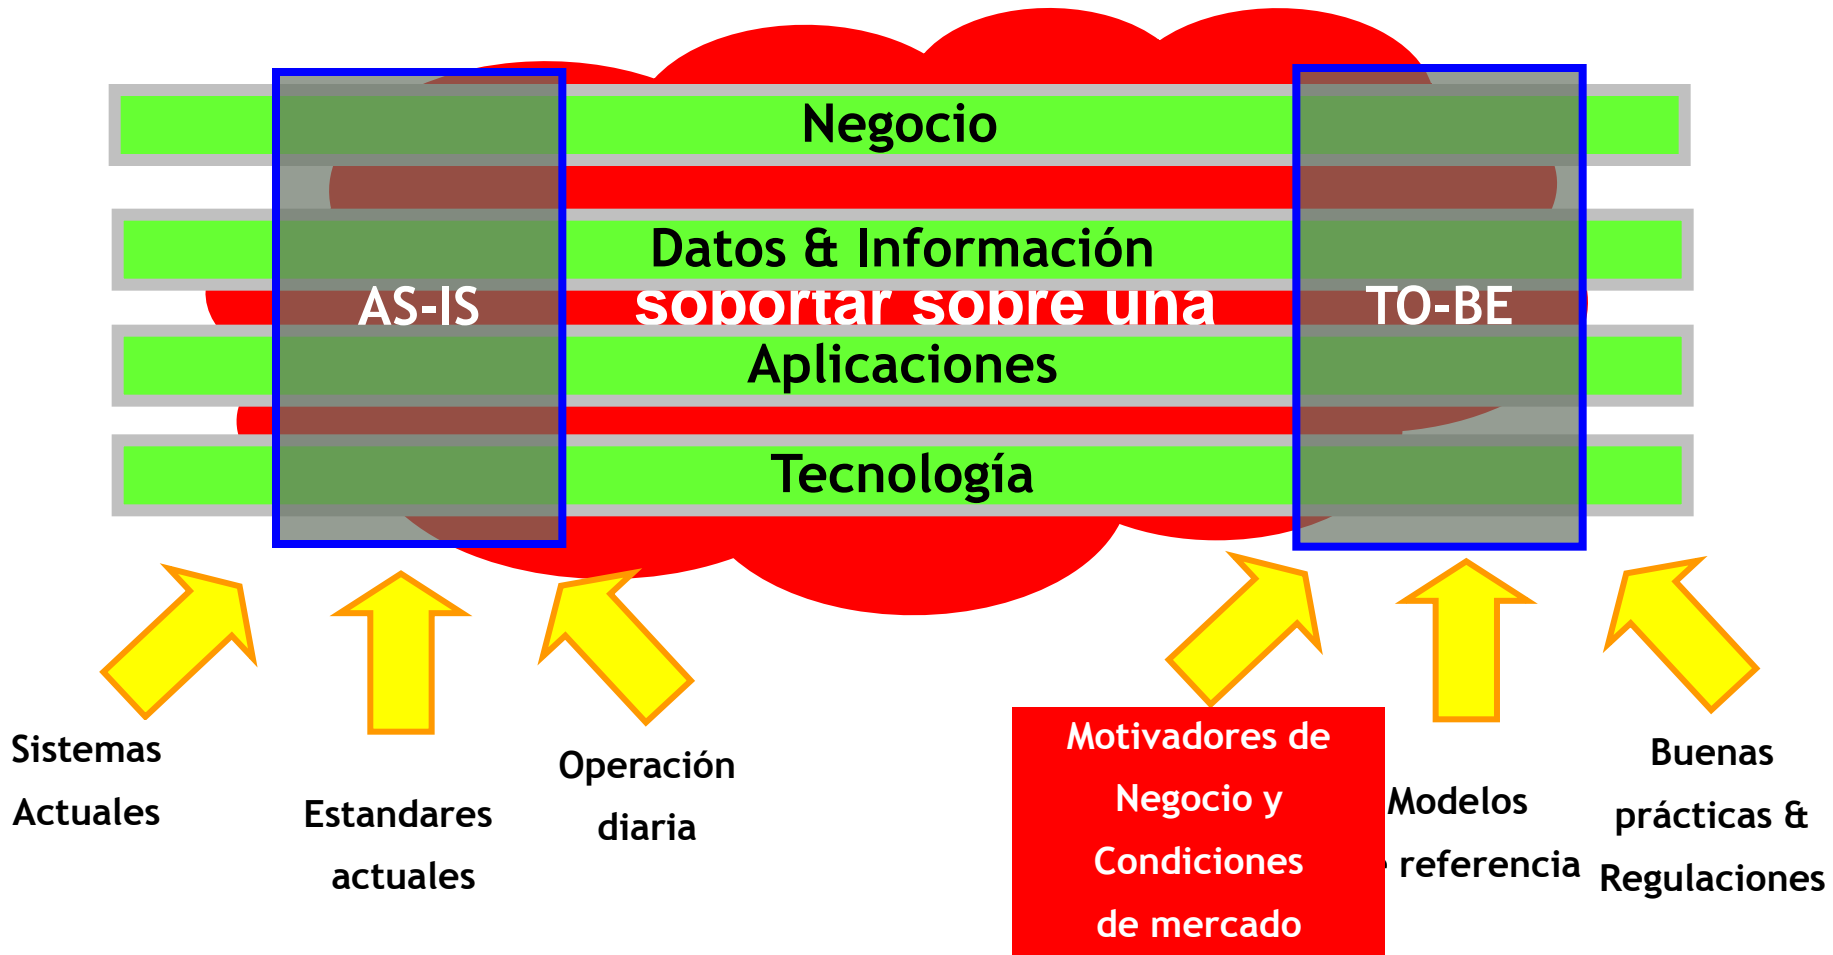 Negocio
Datos & Información
AS-IS
soportar sobre una
TO-BE
Aplicaciones
Tecnología
Sistemas
Actuales
Estandares
actuales
Operación
diaria
Motivadores de
Negocio y
Condiciones
de mercado
Modelos
referencia
Buenas
prácticas &
Regulaciones